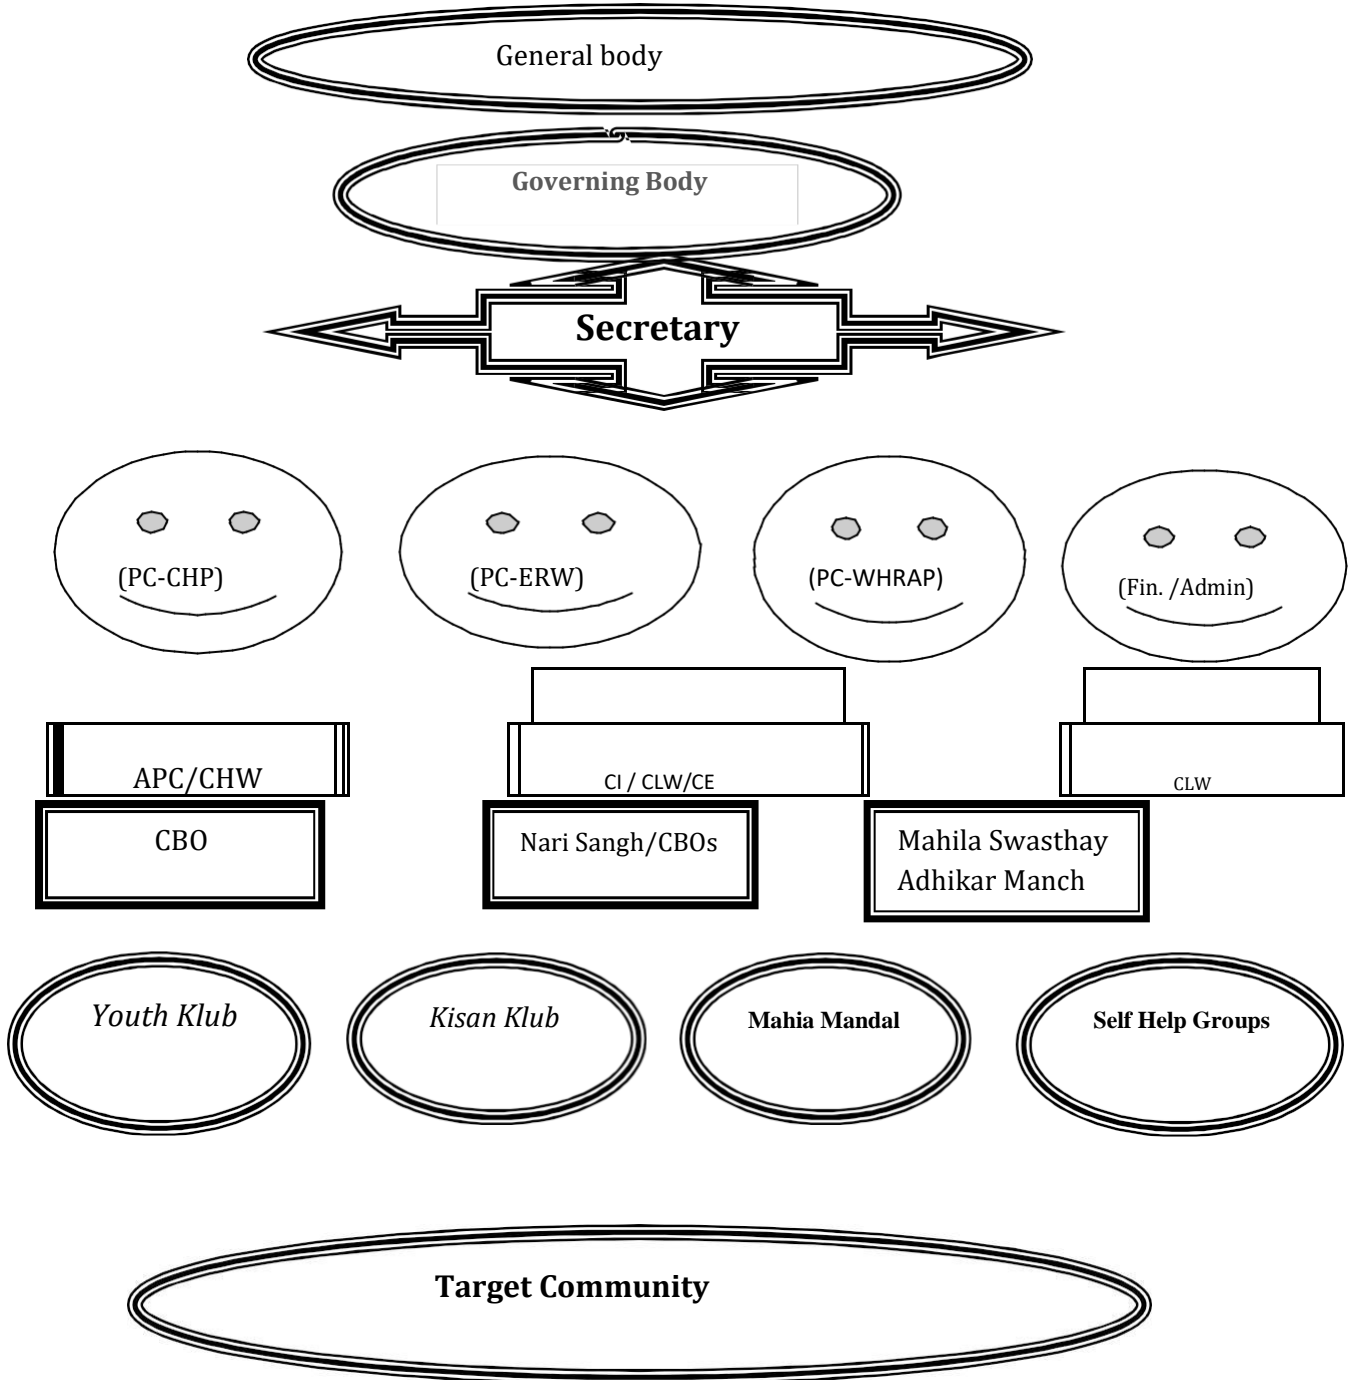 General body
Governing Body
Secretary
(PC-CHP)
(PC-ERW)
(PC-WHRAP)
(Fin. /Admin)
APC/CHW
CI / CLW/CE
CLW
CBO
Nari Sangh/CBOs
Mahila Swasthay
Adhikar Manch
Youth Klub
Kisan Klub
Mahia Mandal
Self Help Groups
Target Community